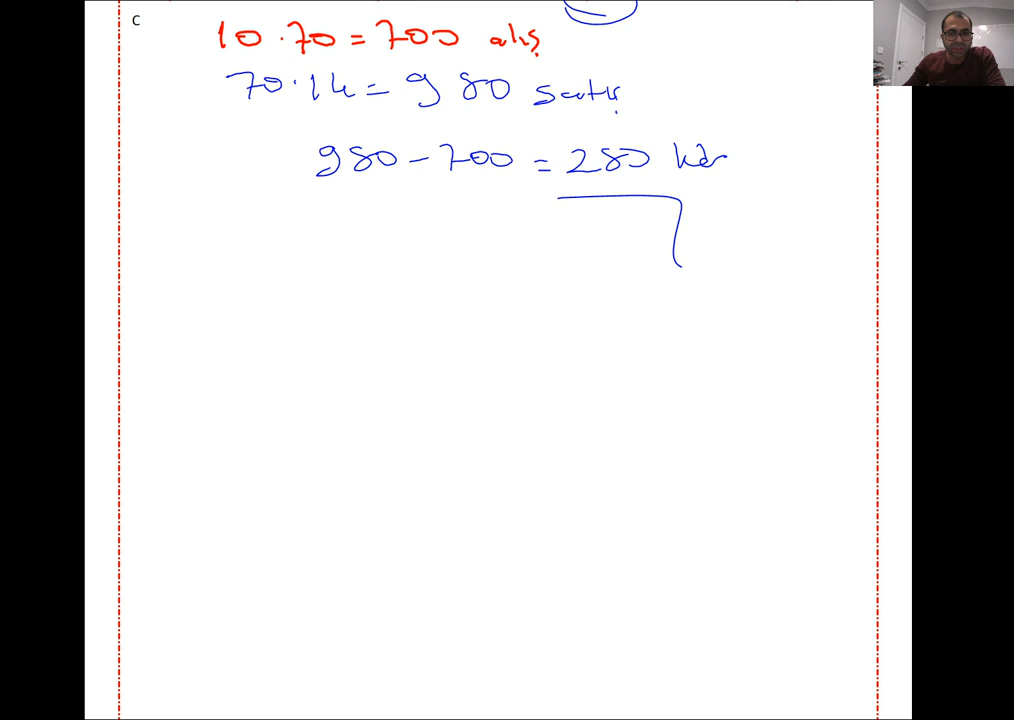 C
10 · 70 = 700 alış
70 · 14 = 980 satış
980 - 700 = 280 kâr